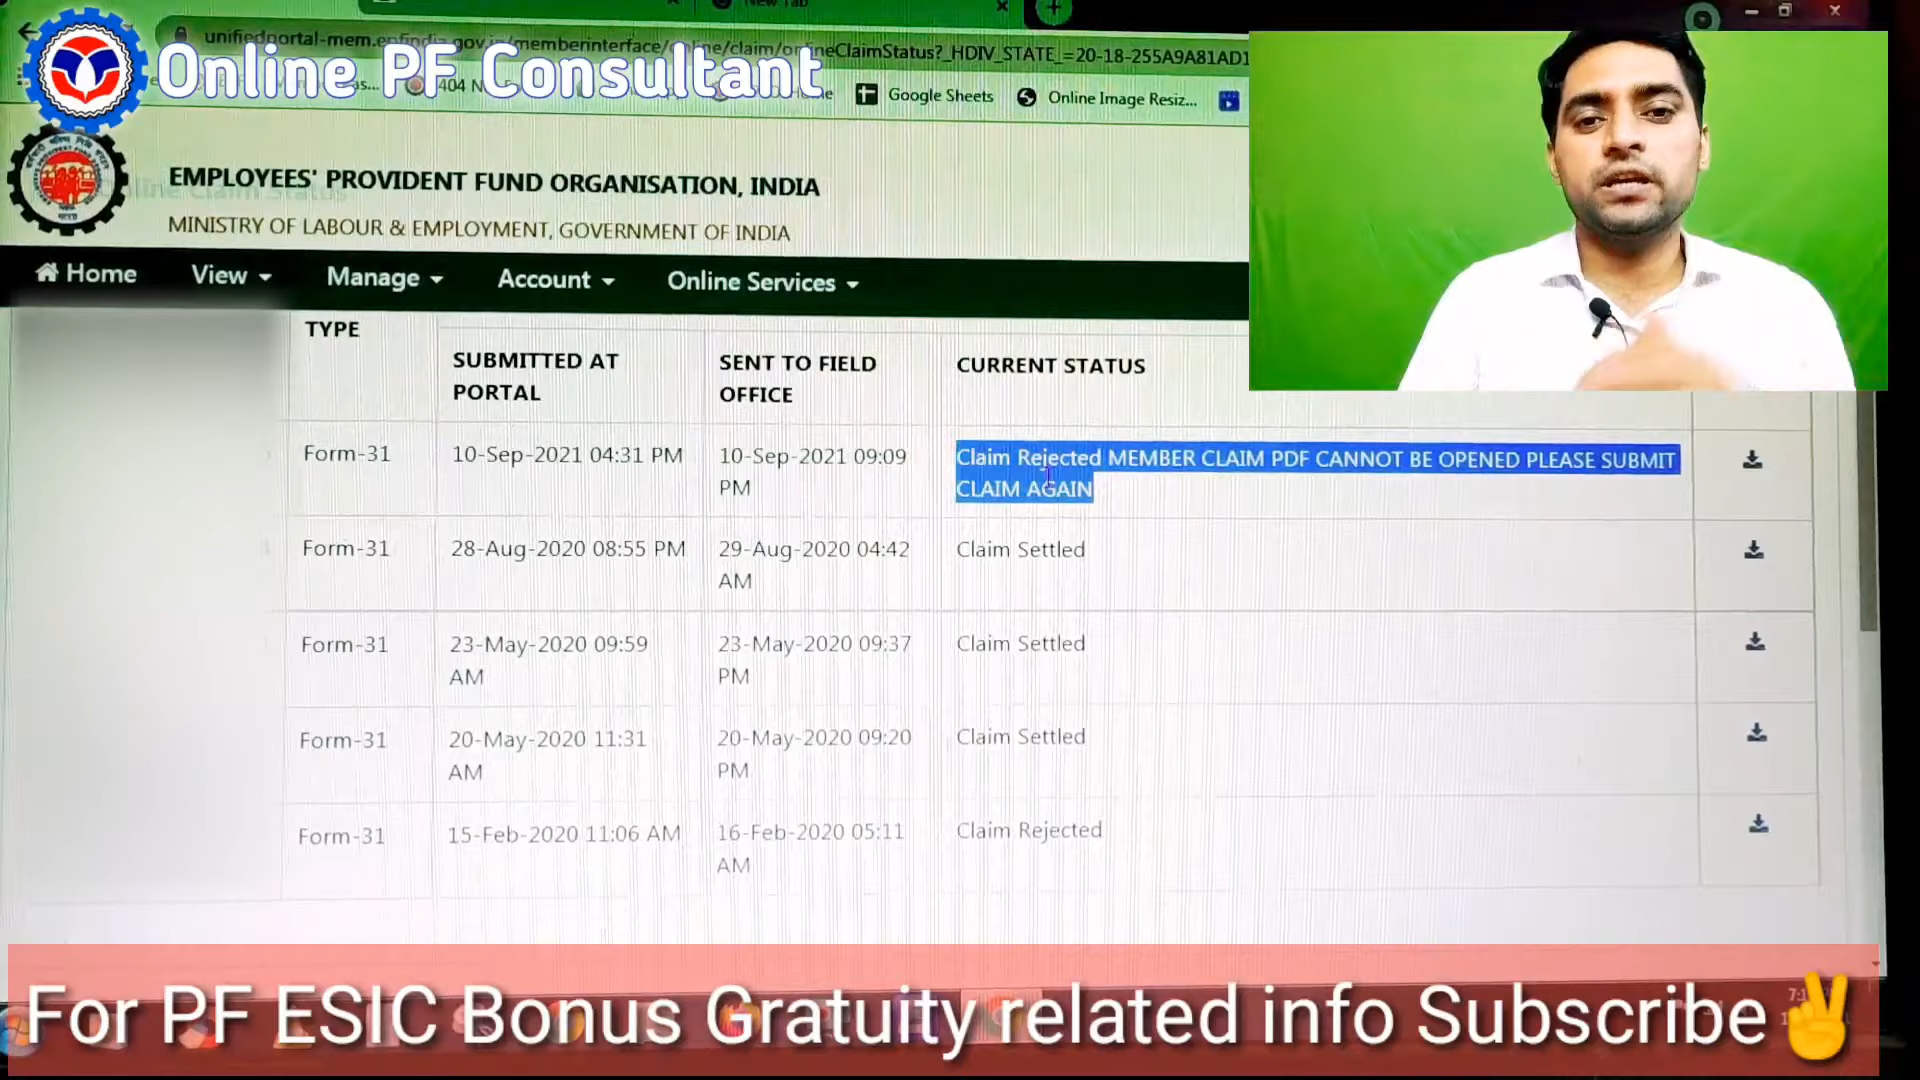 New Tab
unifiedportal-mem.epfindia.gov.in/memberinterface/online/claim/onlineClaimStatus?_HDIV_STATE_=20-18-255A9A81AD1
Online PF Consultant
404 N
Google Sheets
Online Image Resiz...
EMPLOYEES' PROVIDENT FUND ORGANISATION, INDIA
Online Claim Status
MINISTRY OF LABOUR & EMPLOYMENT, GOVERNMENT OF INDIA
Home View Manage Account Online Services
TYPE
SUBMITTED AT PORTAL SENT TO FIELD OFFICE CURRENT STATUS
Form-31 10-Sep-2021 04:31 PM 10-Sep-2021 09:09 PM Claim Rejected MEMBER CLAIM PDF CANNOT BE OPENED PLEASE SUBMIT CLAIM AGAIN
Form-31 28-Aug-2020 08:55 PM 29-Aug-2020 04:42 AM Claim Settled
Form-31 23-May-2020 09:59 AM 23-May-2020 09:37 PM Claim Settled
Form-31 20-May-2020 11:31 AM 20-May-2020 09:20 PM Claim Settled
Form-31 15-Feb-2020 11:06 AM 16-Feb-2020 05:11 AM Claim Rejected
For PF ESIC Bonus Gratuity related info Subscribe✌